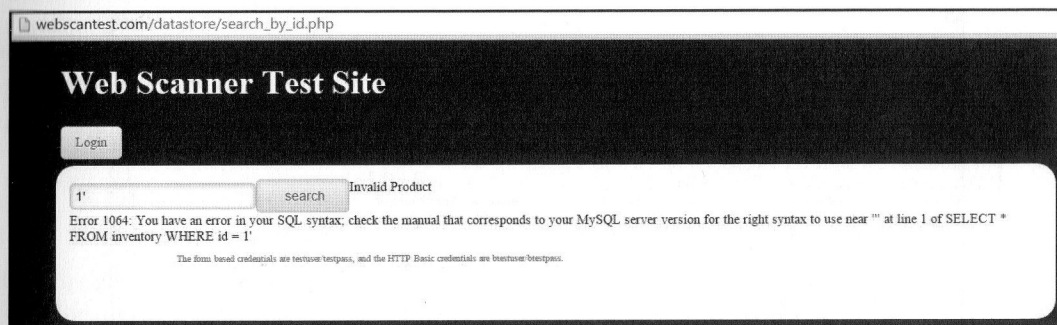 webscantest.com/datastore/search_by_id.php
Web Scanner Test Site
Login
1'
search
Invalid Product
Error 1064: You have an error in your SQL syntax; check the manual that corresponds to your MySQL server version for the right syntax to use near ''' at line 1 of SELECT *
FROM inventory WHERE id = 1'
The form based credentials are testuser/testpass, and the HTTP Basic credentials are btestuser/btestpass.